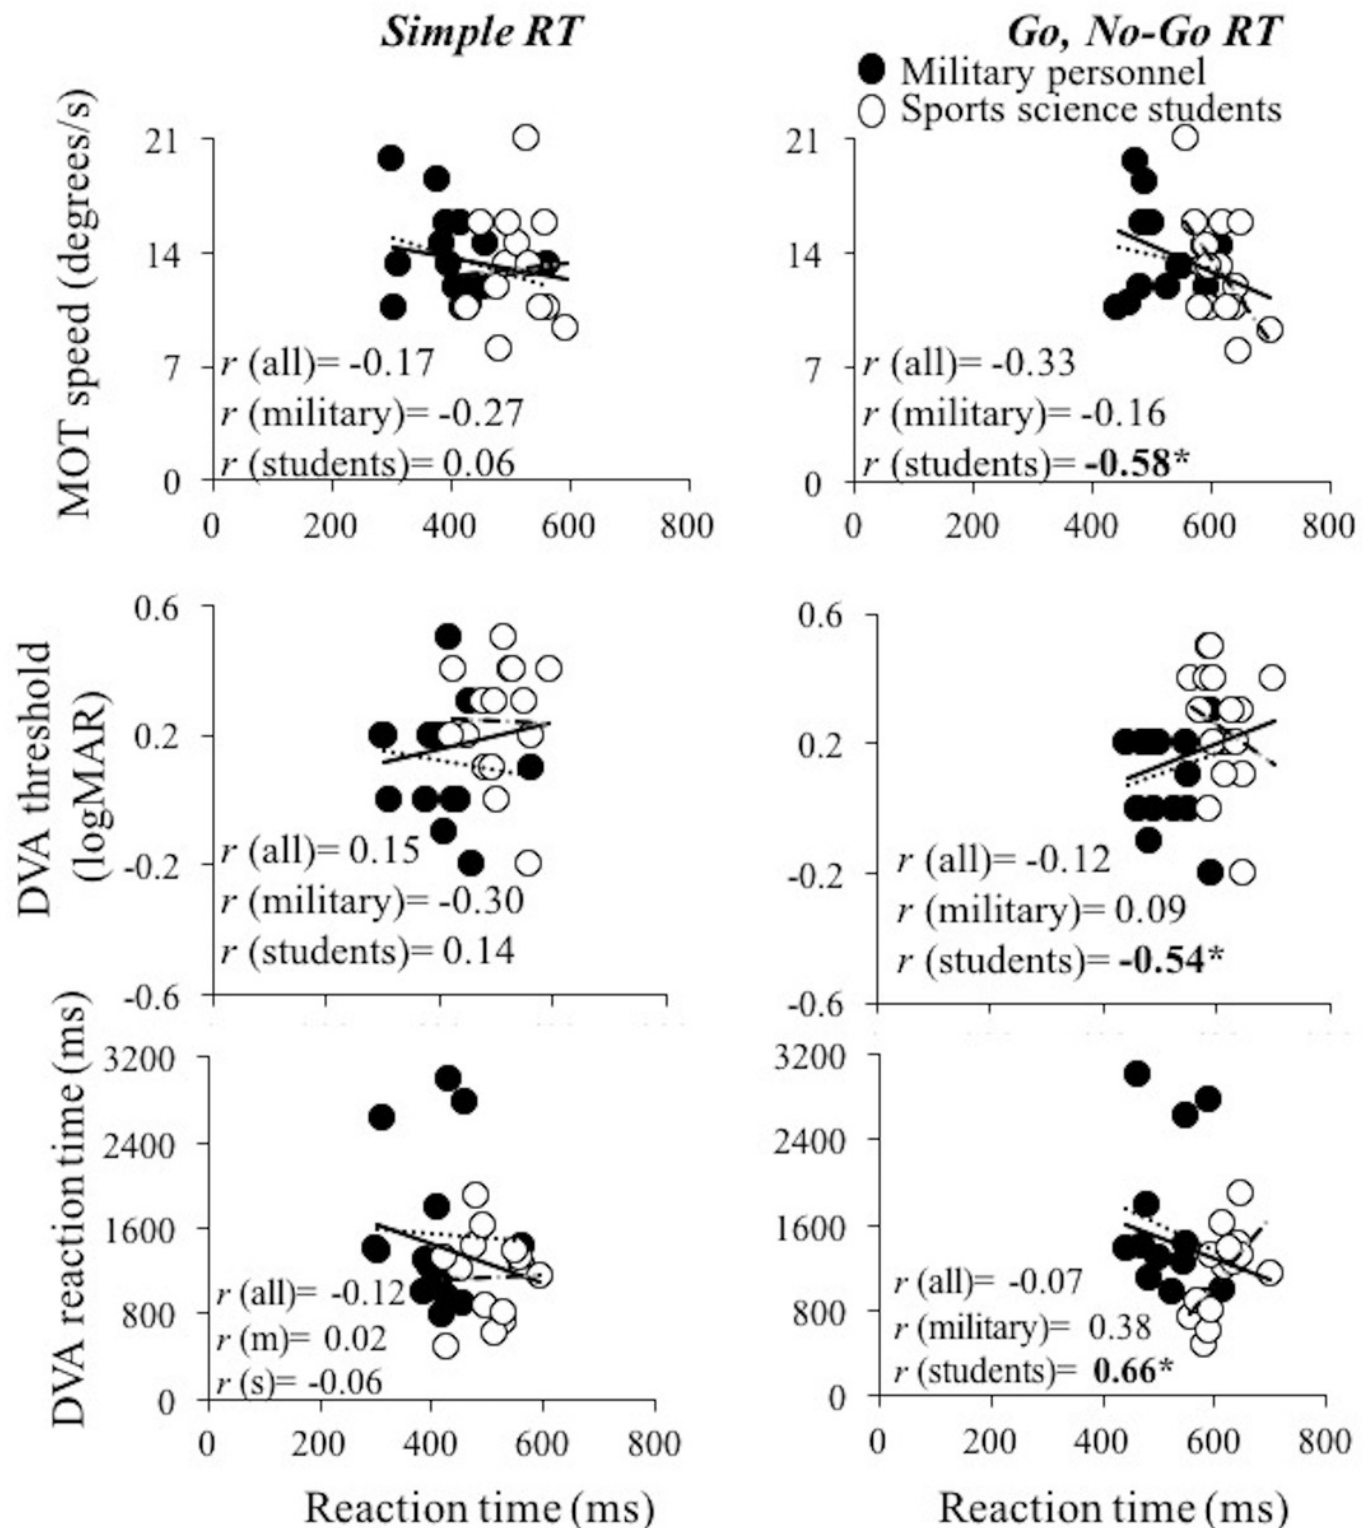 Simple RT
Go, No-Go RT
Military personnel
Sports science students
MOT speed (degrees/s)
21
14
7
0
r (all)= -0.17
r (military)= -0.27
r (students)= 0.06
0 200 400 600 800
21
14
7
0
r (all)= -0.33
r (military)= -0.16
r (students)= -0.58*
0 200 400 600 800
DVA threshold
(logMAR)
0.6
0.2
-0.2
-0.6
r (all)= 0.15
r (military)= -0.30
r (students)= 0.14
0.6
0.2
-0.2
-0.6
r (all)= -0.12
r (military)= 0.09
r (students)= -0.54*
DVA reaction time (ms)
3200
2400
1600
800
0
r (all)= -0.12
r (m)= 0.02
r (s)= -0.06
0 200 400 600 800
Reaction time (ms)
3200
2400
1600
800
0
r (all)= -0.07
r (military)= 0.38
r (students)= 0.66*
0 200 400 600 800
Reaction time (ms)